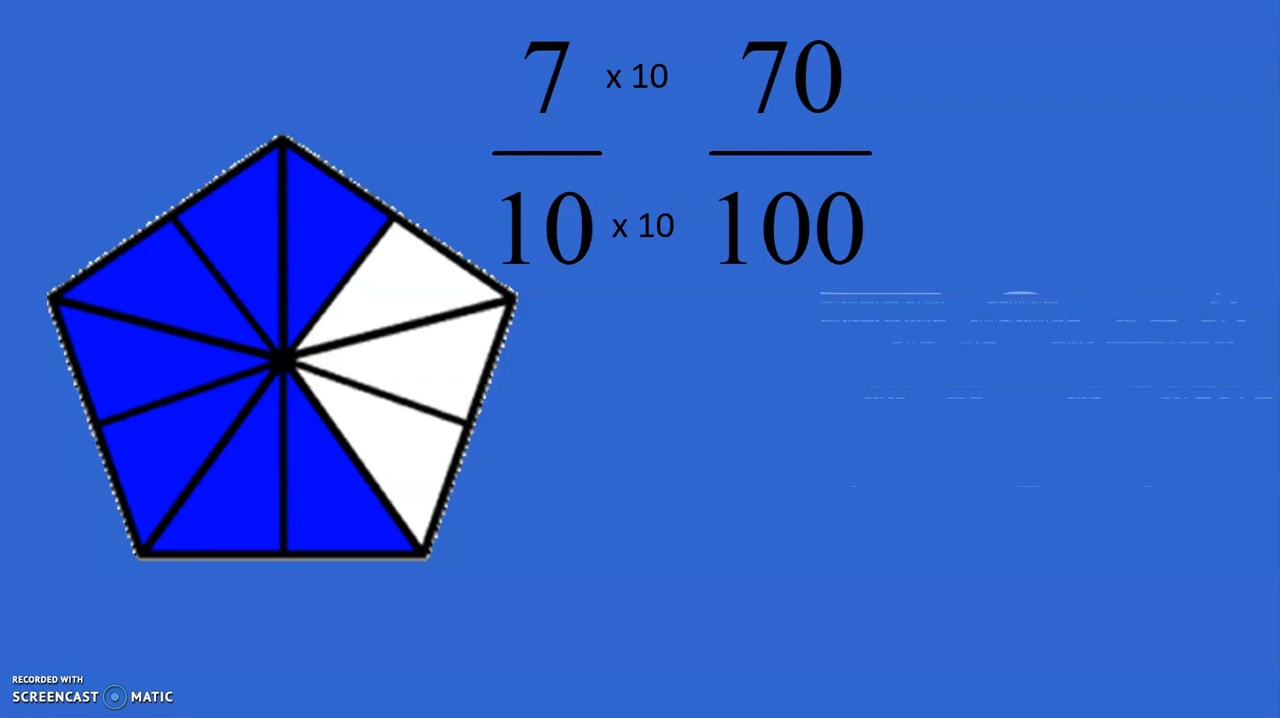 7 x 10 70
10 x 10 100
RECORDED WITH
SCREENCAST MATIC